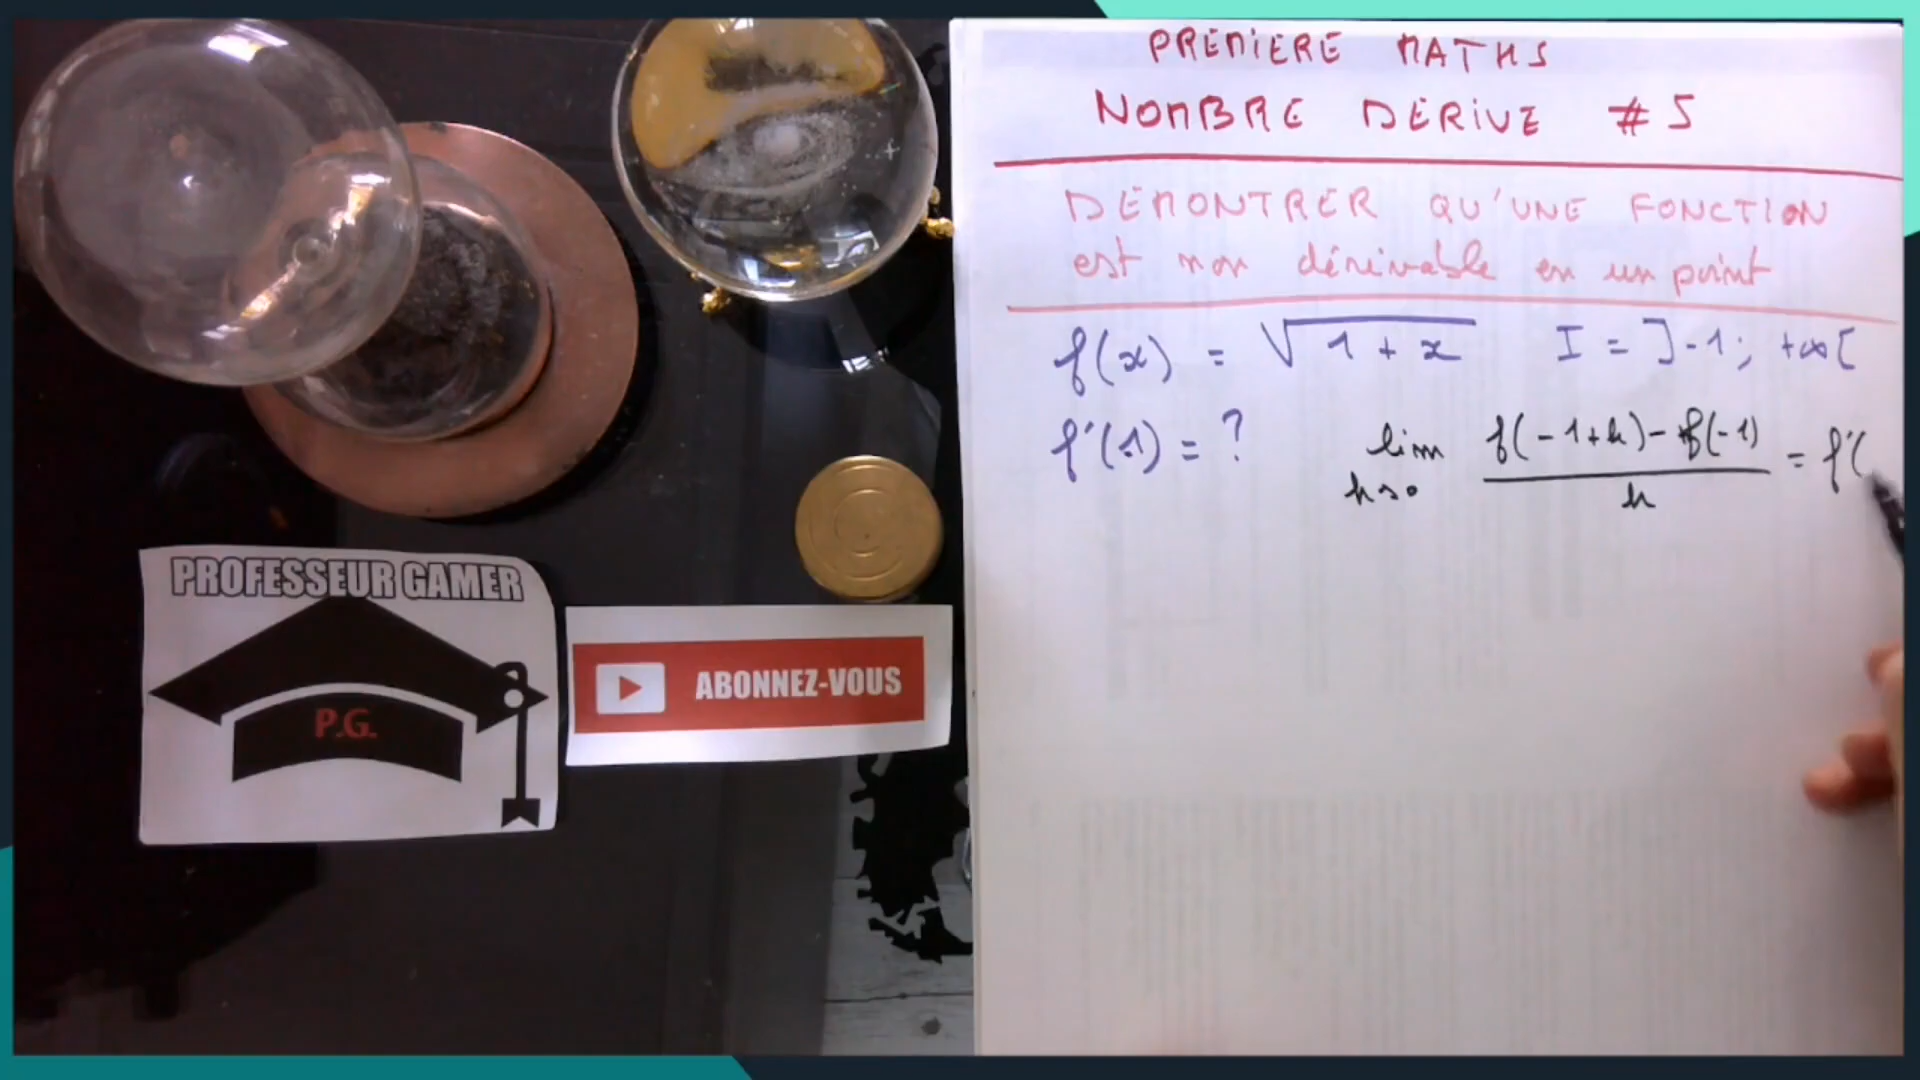 PREMIERE MATHS
NOMBRE DERIVE # 5
DEMONTRER QU'UNE FONCTION
est non dérivable en un point
f(x) = √1+x I = ]-1; +∞[
f'(1) = ? lim f(-1+h)-f(-1) = f'(
h→0 h
PROFESSEUR GAMER
P.G.
ABONNEZ-VOUS